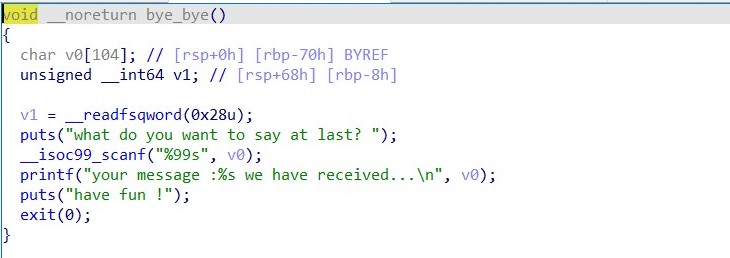 void __noreturn bye_bye()
{
char v0[104]; // [rsp+0h] [rbp-70h] BYREF
unsigned __int64 v1; // [rsp+68h] [rbp-8h]
v1 = __readfsqword(0x28u);
puts("what do you want to say at last? ");
__isoc99_scanf("%99s", v0);
printf("your message :%s we have received...\n", v0);
puts("have fun !");
exit(0);
}